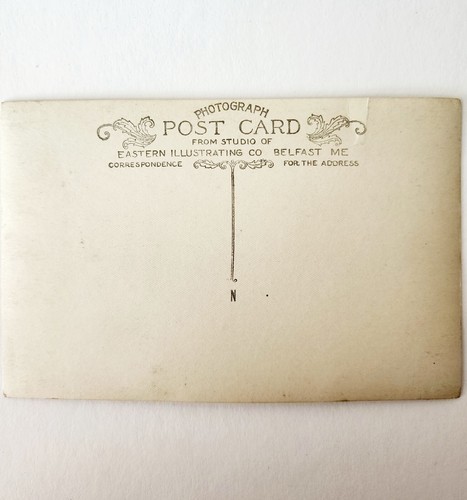 PHOTOGRAPH
POST CARD
FROM STUDIO OF
EASTERN ILLUSTRATING CO BELFAST ME
CORRESPONDENCE FOR THE ADDRESS
N